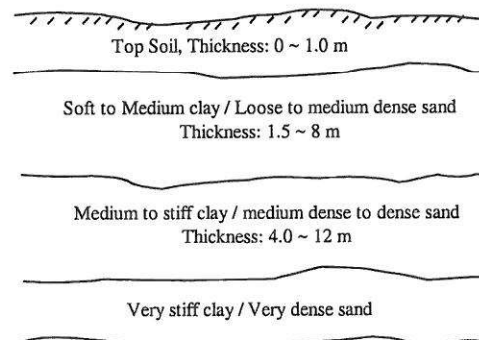 Top Soil, Thickness: 0 ~ 1.0 m
Soft to Medium clay / Loose to medium dense sand
Thickness: 1.5 ~ 8 m
Medium to stiff clay / medium dense to dense sand
Thickness: 4.0 ~ 12 m
Very stiff clay / Very dense sand